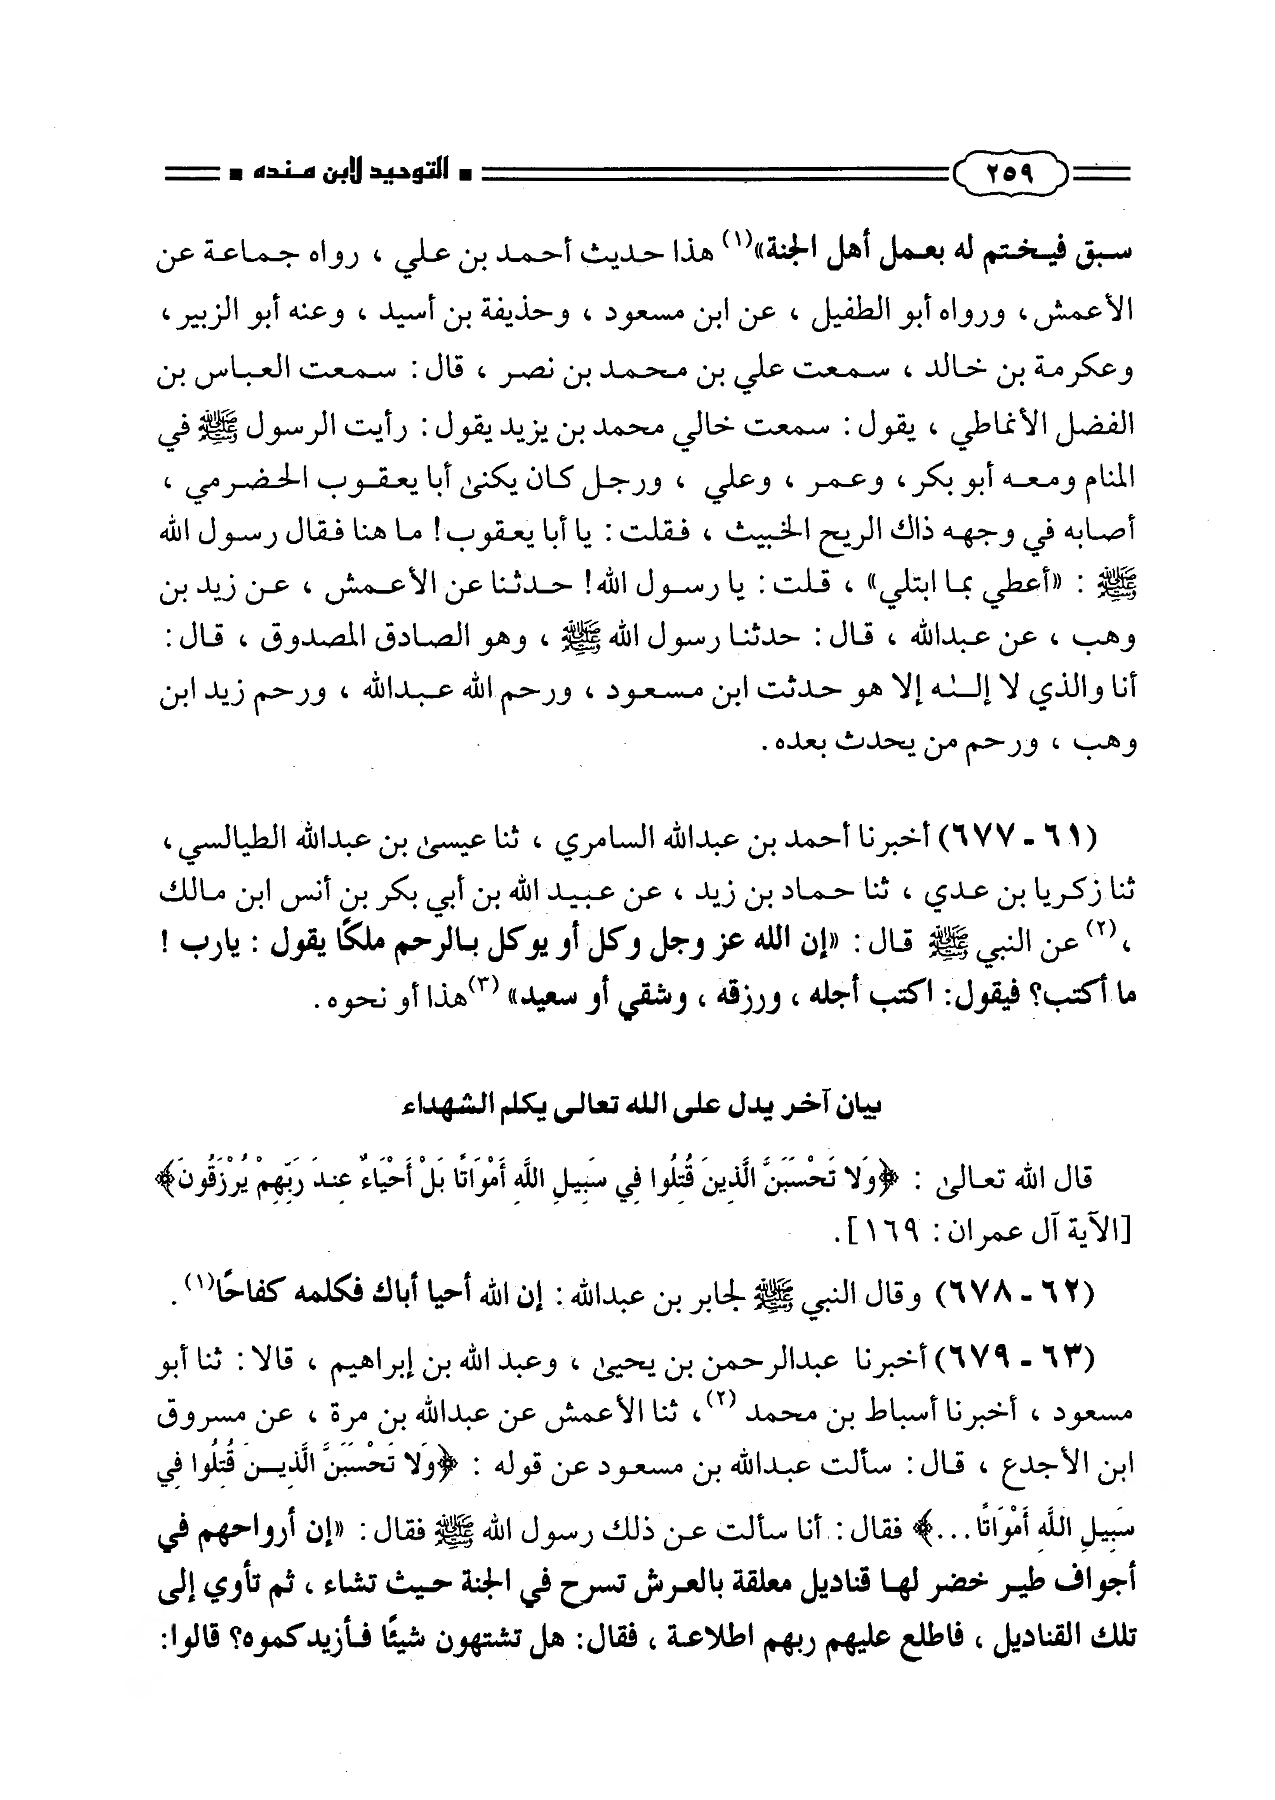 ٢٥٩ ■ التوحيد لابن منده ■
سبق فيختم له بعمل أهل الجنة»(١) هذا حديث أحمد بن علي ، رواه جماعة عن
الأعمش، ورواه أبو الطفيل ، عن ابن مسعود ، وحذيفة بن أسيد ، وعنه أبو الزبير ،
وعكرمة بن خالد ، سمعت علي بن محمد بن نصر ، قال : سمعت العباس بن
الفضل الأنماطي ، يقول : سمعت خالي محمد بن يزيد يقول : رأيت الرسول ﷺ في
المنام ومعه أبو بكر ، وعمر ، وعلي ، ورجل كان يكنى أبا يعقوب الحضرمي ،
أصابه في وجهه ذاك الريح الخبيث ، فقلت : يا أبا يعقوب! ما هنا فقال رسول الله
ﷺ : «أعطي بما ابتلي» ، قلت : يا رسول الله! حدثنا عن الأعمش ، عن زيد بن
وهب ، عن عبدالله ، قال : حدثنا رسول الله ﷺ ، وهو الصادق المصدوق ، قال :
أنا والذي لا إلـٰه إلا هو حدثت ابن مسعود ، ورحم الله عبدالله ، ورحم زيد ابن
وهب ، ورحم من يحدث بعده .
(٦١ - ٦٧٧) أخبرنا أحمد بن عبدالله السامري ، ثنا عيسى بن عبدالله الطيالسي ،
ثنا زكريا بن عدي ، ثنا حماد بن زيد ، عن عبيد الله بن أبي بكر بن أنس ابن مالك
،(٢) عن النبي ﷺ قال : «إن الله عز وجل وكل أو يوكل بالرحم ملكًا يقول : يارب !
ما أكتب؟ فيقول: اكتب أجله ، ورزقه ، وشقي أو سعيد» (٣)هذا أو نحوه .
بيان آخر يدل على الله تعالى يكلم الشهداء
قال الله تعالى : ﴿وَلا تَحْسَبَنَّ الَّذِينَ قُتِلُوا فِي سَبِيلِ اللَّهِ أَمْوَاتًا بَلْ أَحْيَاءٌ عِندَ رَبِّهِمْ يُرْزَقُونَ﴾
[الآية آل عمران : ١٦٩] .
(٦٢ - ٦٧٨) وقال النبي ﷺ لجابر بن عبدالله : إن الله أحيا أباك فكلمه كفاحًا(١) .
(٦٣ - ٦٧٩) أخبرنا عبدالرحمن بن يحيى ، وعبد الله بن إبراهيم ، قالا : ثنا أبو
مسعود ، أخبرنا أسباط بن محمد (٢)، ثنا الأعمش عن عبدالله بن مرة ، عن مسروق
ابن الأجدع ، قال : سألت عبدالله بن مسعود عن قوله : ﴿وَلا تَحْسَبَنَّ الَّذِيـنَ قُتِلُوا فِي
سَبِيلِ اللَّهِ أَمْوَاتًا...﴾ فقال : أنا سألت عن ذلك رسول الله ﷺ فقال : «إن أرواحهم في
أجواف طير خضر لها قناديل معلقة بالعرش تسرح في الجنة حيث تشاء ، ثم تأوي إلى
تلك القناديل ، فاطلع عليهم ربهم اطلاعة ، فقال: هل تشتهون شيئًا فأزيدكموه؟ قالوا: